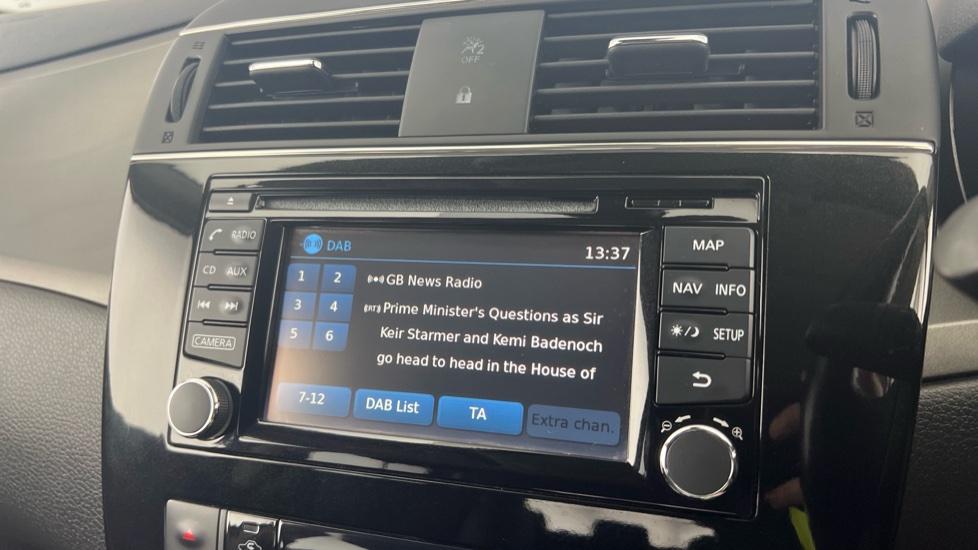 2
OFF
RADIO
CD AUX
CAMERA
DAB
13:37
1 2
3 4
5 6
GB News Radio
Prime Minister's Questions as Sir
Keir Starmer and Kemi Badenoch
go head to head in the House of
7-12
DAB List
TA
Extra chan.
MAP
NAV INFO
SETUP